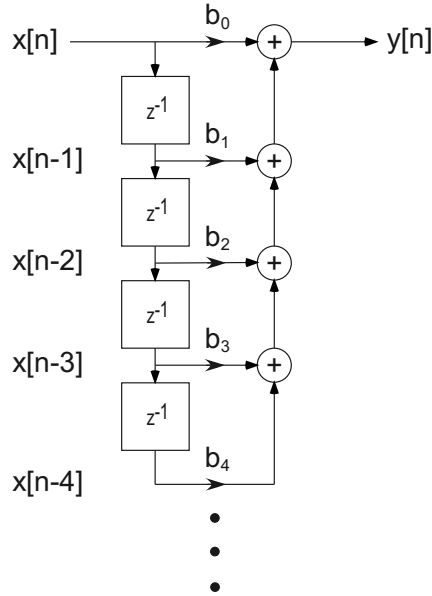 x[n] b₀ + y[n]
z⁻¹
x[n-1] b₁ +
z⁻¹
x[n-2] b₂ +
z⁻¹
x[n-3] b₃ +
z⁻¹
x[n-4] b₄